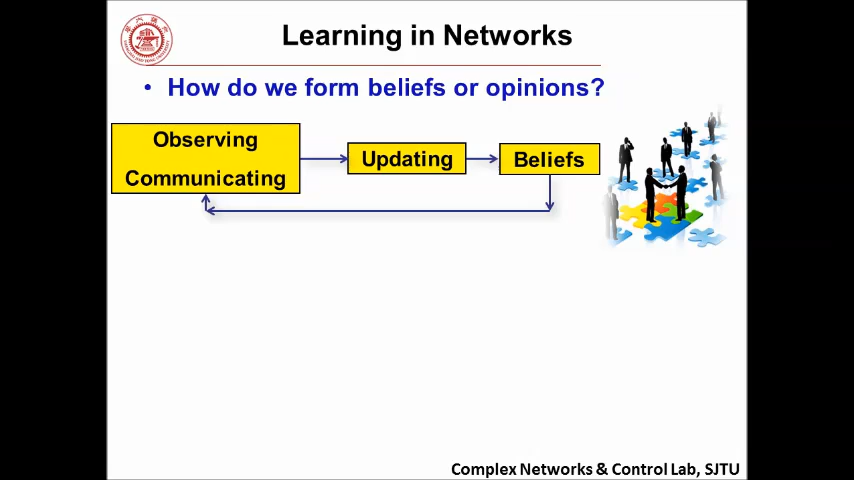 Learning in Networks
• How do we form beliefs or opinions?
Observing
Communicating
Updating
Beliefs
Complex Networks & Control Lab, SJTU